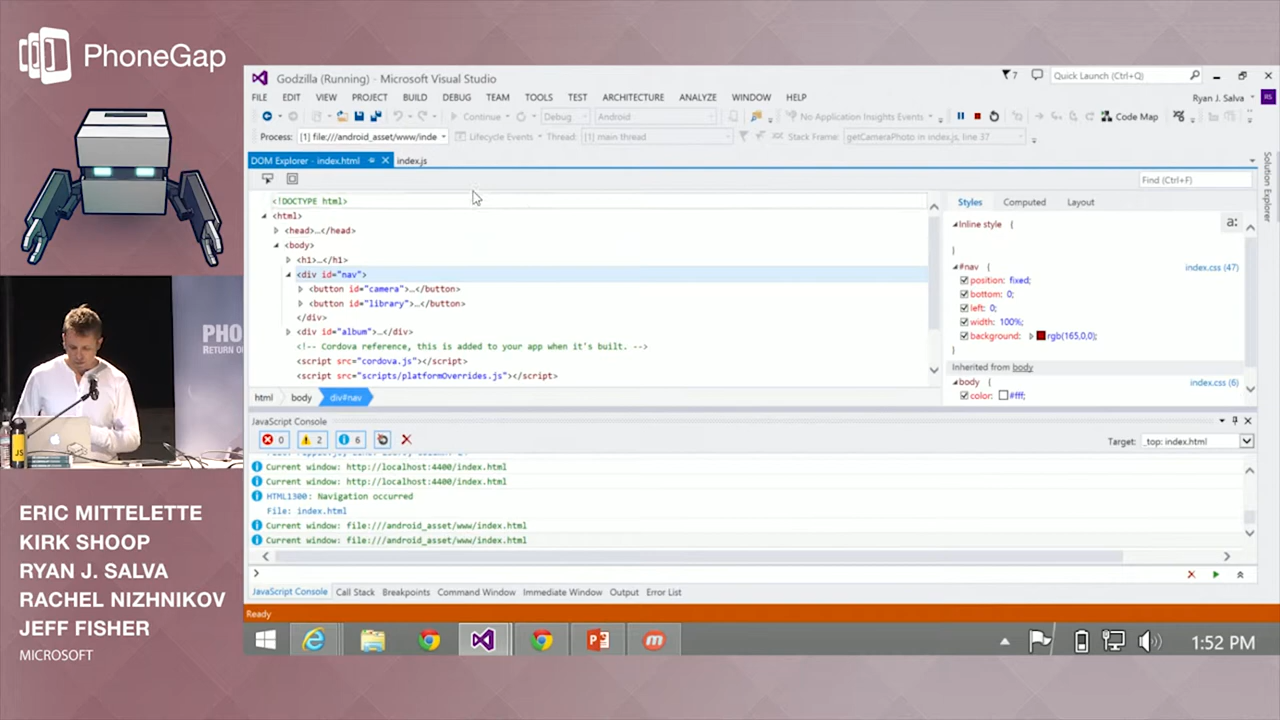 PhoneGap
Godzilla (Running) - Microsoft Visual Studio
7
Quick Launch (Ctrl+Q)
Ryan J. Salva
RS
FILE EDIT VIEW PROJECT BUILD DEBUG TEAM TOOLS TEST ARCHITECTURE ANALYZE WINDOW HELP
Continue
Debug
Android
No Application Insights Events
Code Map
Process: [1] file:///android_asset/www/inde
Lifecycle Events
Thread: [1] main thread
Stack Frame: getCameraPhoto in index.js, line 37
DOM Explorer - index.html
index.js
Solution Explorer
Find (Ctrl+F)
<!DOCTYPE html>
<html>
<head>...</head>
<body>
<h1>...</h1>
<div id="nav">
<button id="camera">...</button>
<button id="library">...</button>
</div>
<div id="album">...</div>
<!-- Cordova reference, this is added to your app when it's built. -->
<script src="cordova.js"></script>
<script src="scripts/platformOverrides.js"></script>
html body div#nav
Styles Computed Layout
Inline style {
a:
}
#nav { index.css (47)
position: fixed;
bottom: 0;
left: 0;
width: 100%;
background: rgb(165,0,0);
}
Inherited from body
body { index.css (6)
color: #fff;
JavaScript Console
0 2 6
Target: _top: index.html
Current window: http://localhost:4400/index.html
Current window: http://localhost:4400/index.html
HTML1300: Navigation occurred
File: index.html
Current window: file:///android_asset/www/index.html
Current window: file:///android_asset/www/index.html
JavaScript Console Call Stack Breakpoints Command Window Immediate Window Output Error List
Ready
1:52 PM
PHO
RETURN O
JS
ERIC MITTELETTE
KIRK SHOOP
RYAN J. SALVA
RACHEL NIZHNIKOV
JEFF FISHER
MICROSOFT